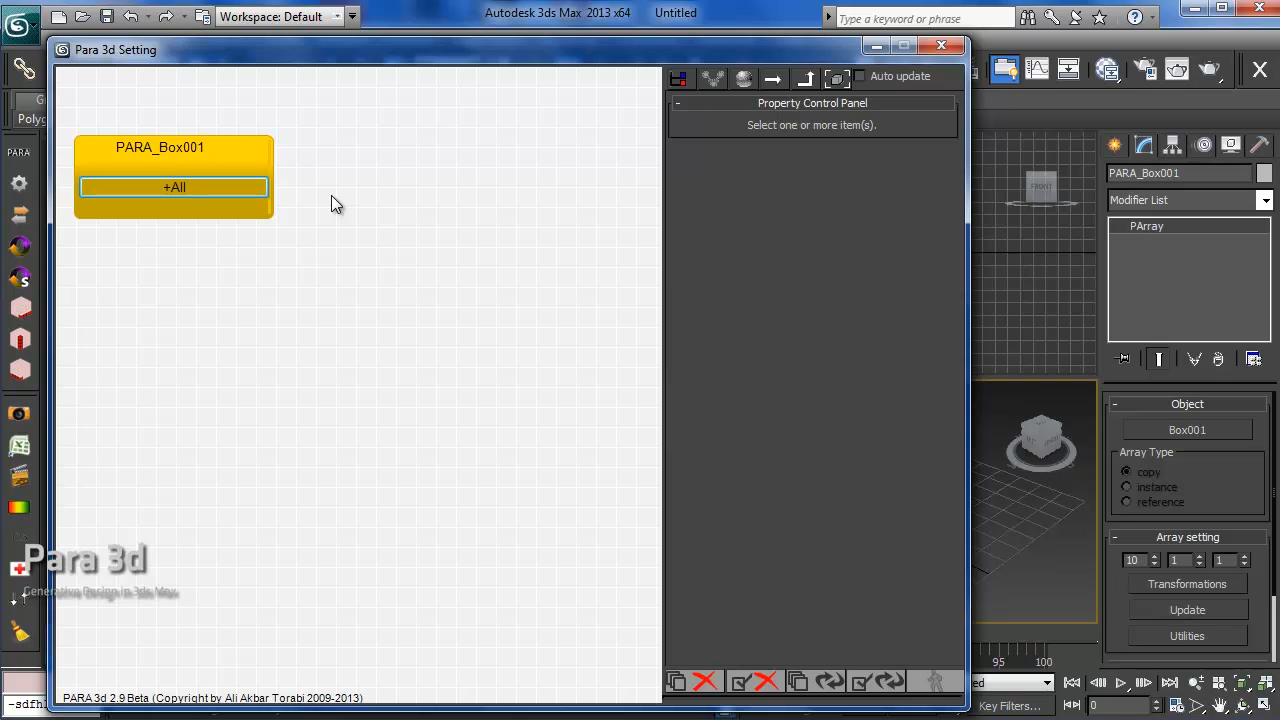 Workspace: Default
Autodesk 3ds Max 2013 x64 Untitled
Type a keyword or phrase
Para 3d Setting
Auto update
Property Control Panel
Select one or more item(s).
PARA_Box001
+All
PARA
PARA_Box001
Modifier List
PArray
FRONT
Polyg
Object
Box001
Array Type
copy
instance
reference
Array setting
10 1 1
Transformations
Update
Utilities
Para 3d
Generative Design in 3ds Max
95 100
PARA 3d 2.9 Beta (Copyright by Ali Akbar Torabi 2009-2013)
Key Filters...
0